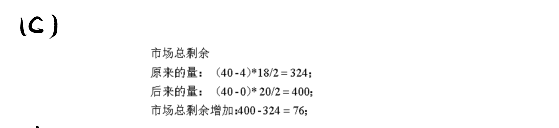 (C)
市场总剩余
原来的量: (40-4)*18/2=324;
后来的量: (40-0)*20/2=400;
市场总剩余增加:400-324=76;